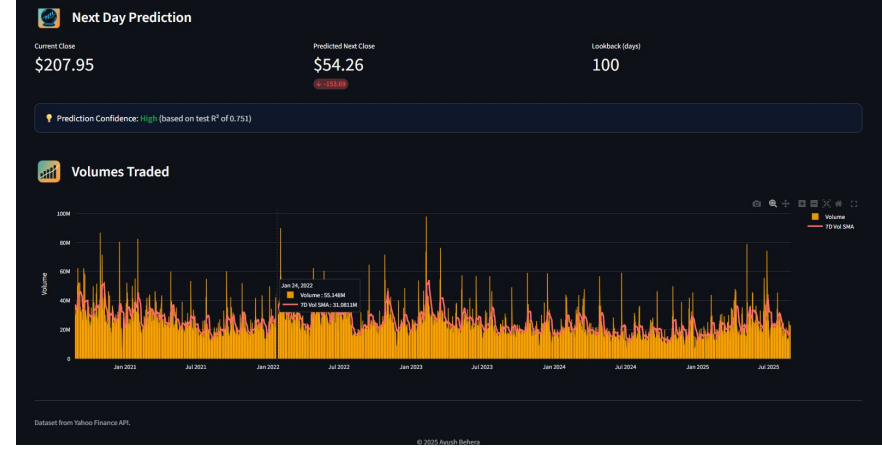 Next Day Prediction
Current Close
Predicted Next Close
Lookback (days)
$207.95
$54.26
100
↓ -153.69
Prediction Confidence: High (based on test R² of 0.751)
Volumes Traded
Volume
7D Vol SMA
100M
80M
60M
40M
20M
0
Volume
Jan 24, 2022
Volume : 55.148M
7D Vol SMA : 31.0811M
Jan 2021
Jul 2021
Jan 2022
Jul 2022
Jan 2023
Jul 2023
Jan 2024
Jul 2024
Jan 2025
Jul 2025
Dataset from Yahoo Finance API.
© 2025 Ayush Behera